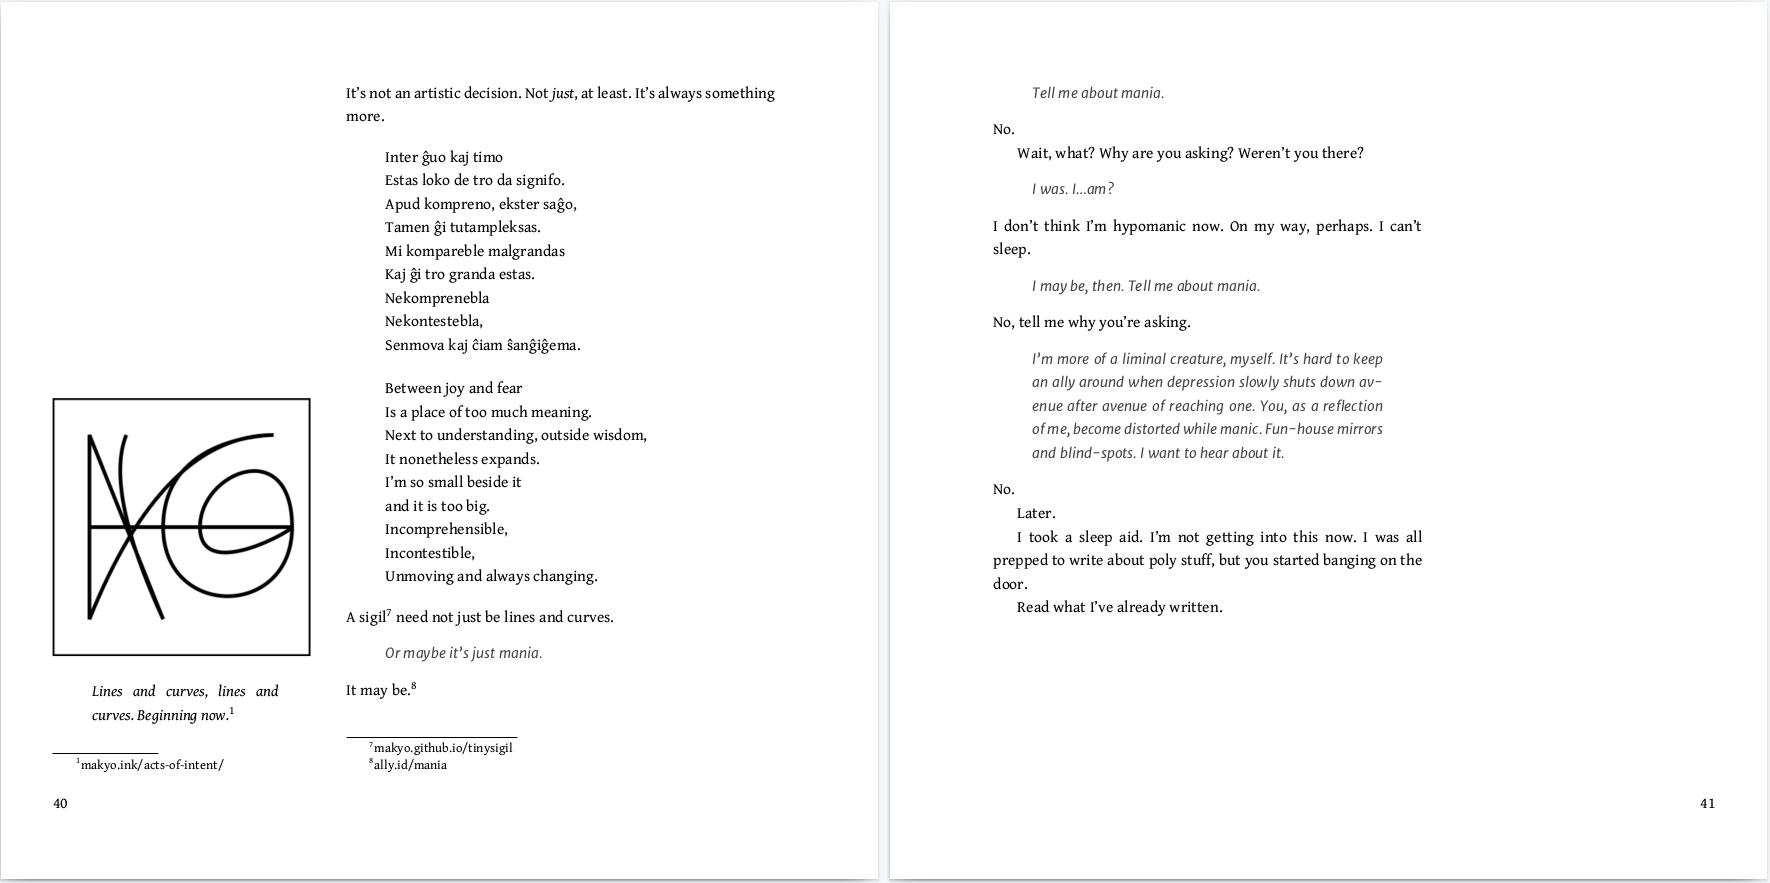 It’s not an artistic decision. Not just, at least. It’s always something
more.
Inter ĝuo kaj timo
Estas loko de tro da signifo.
Apud kompreno, ekster saĝo,
Tamen ĝi tutampleksas.
Mi kompareble malgrandas
Kaj ĝi tro granda estas.
Nekomprenebla
Nekontestebla,
Senmova kaj ĉiam ŝanĝiĝema.
Between joy and fear
Is a place of too much meaning.
Next to understanding, outside wisdom,
It nonetheless expands.
I’m so small beside it
and it is too big.
Incomprehensible,
Incontestible,
Unmoving and always changing.
A sigil⁷ need not just be lines and curves.
Or maybe it’s just mania.
It may be.⁸
⁷makyo.github.io/tinysigil
⁸ally.id/mania
Lines and curves, lines and
curves. Beginning now.¹
¹makyo.ink/acts-of-intent/
40
Tell me about mania.
No.
Wait, what? Why are you asking? Weren’t you there?
I was. I…am?
I don’t think I’m hypomanic now. On my way, perhaps. I can’t
sleep.
I may be, then. Tell me about mania.
No, tell me why you’re asking.
I’m more of a liminal creature, myself. It’s hard to keep
an ally around when depression slowly shuts down av-
enue after avenue of reaching one. You, as a reflection
of me, become distorted while manic. Fun-house mirrors
and blind-spots. I want to hear about it.
No.
Later.
I took a sleep aid. I’m not getting into this now. I was all
prepped to write about poly stuff, but you started banging on the
door.
Read what I’ve already written.
41